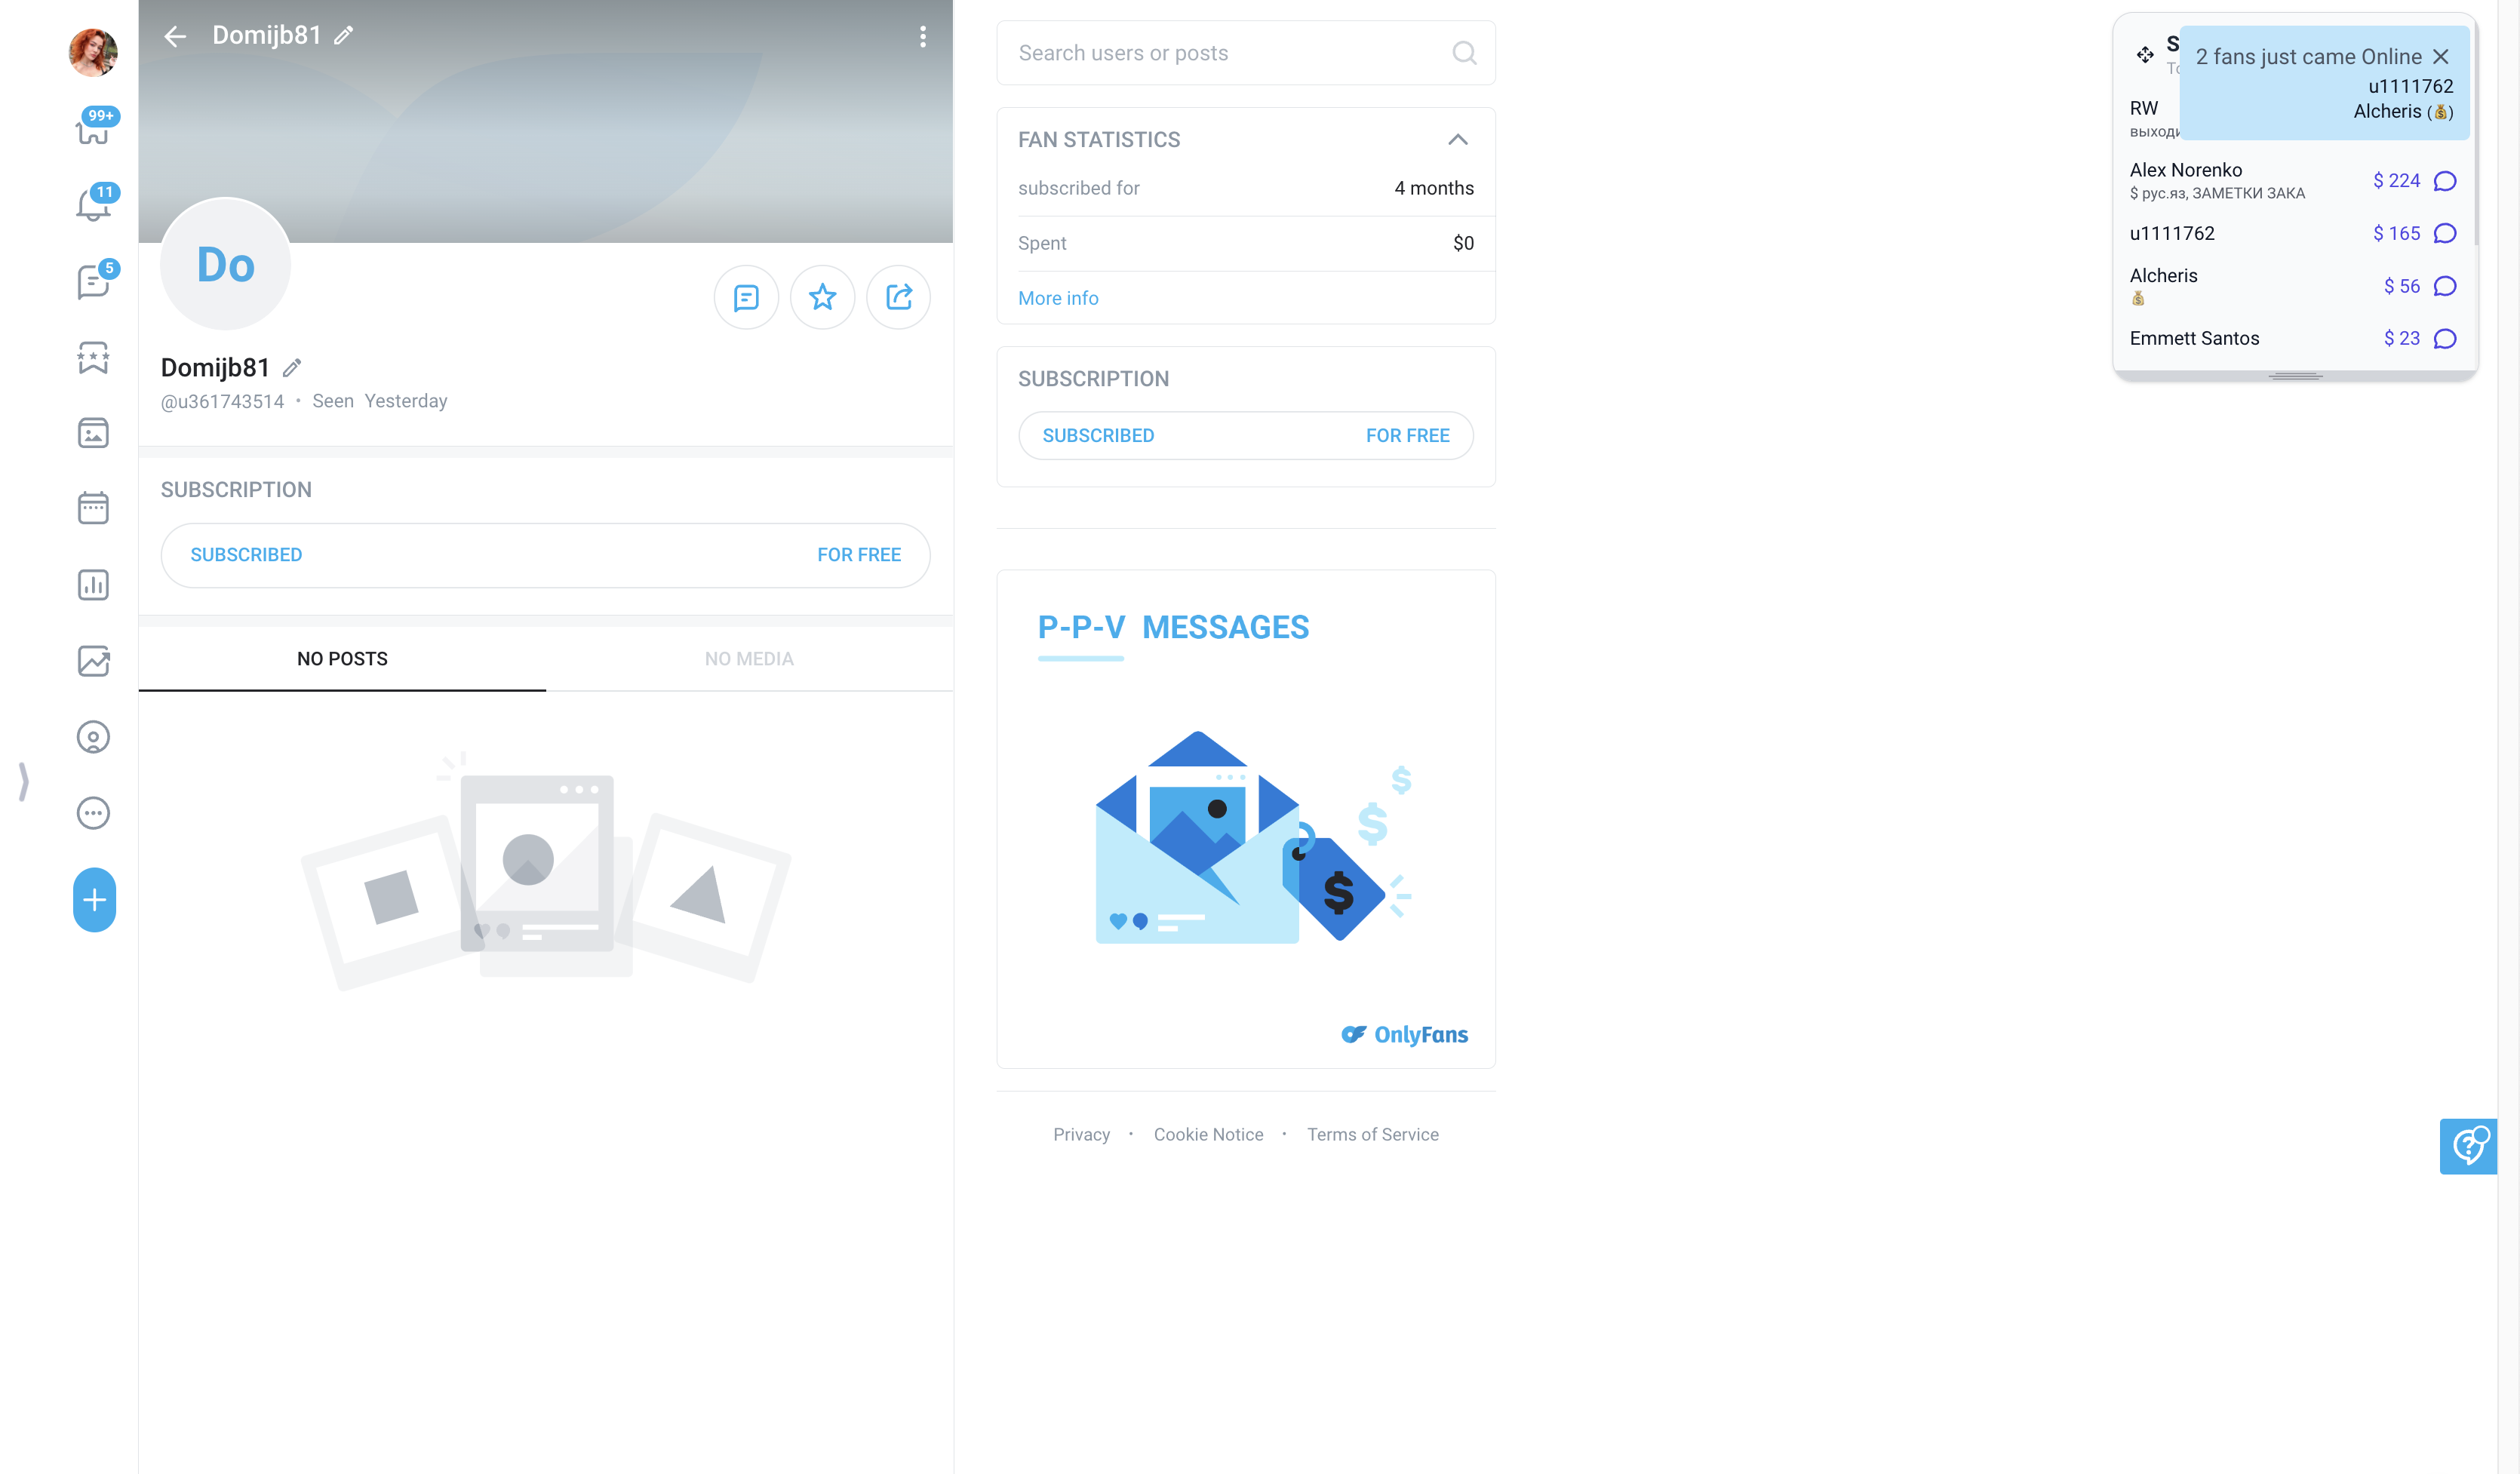 99+
11
5
Domijb81
Do
Domijb81
@u361743514 • Seen Yesterday
SUBSCRIPTION
SUBSCRIBED FOR FREE
NO POSTS NO MEDIA
Search users or posts
FAN STATISTICS
subscribed for 4 months
Spent $0
More info
SUBSCRIPTION
SUBSCRIBED FOR FREE
P-P-V MESSAGES
$
$
$
OnlyFans
Privacy • Cookie Notice • Terms of Service
2 fans just came Online
u1111762
Alcheris (💰)
RW
Alex Norenko $ 224
$ рус.яз, ЗАМЕТКИ ЗАКА
u1111762 $ 165
Alcheris $ 56
💰
Emmett Santos $ 23